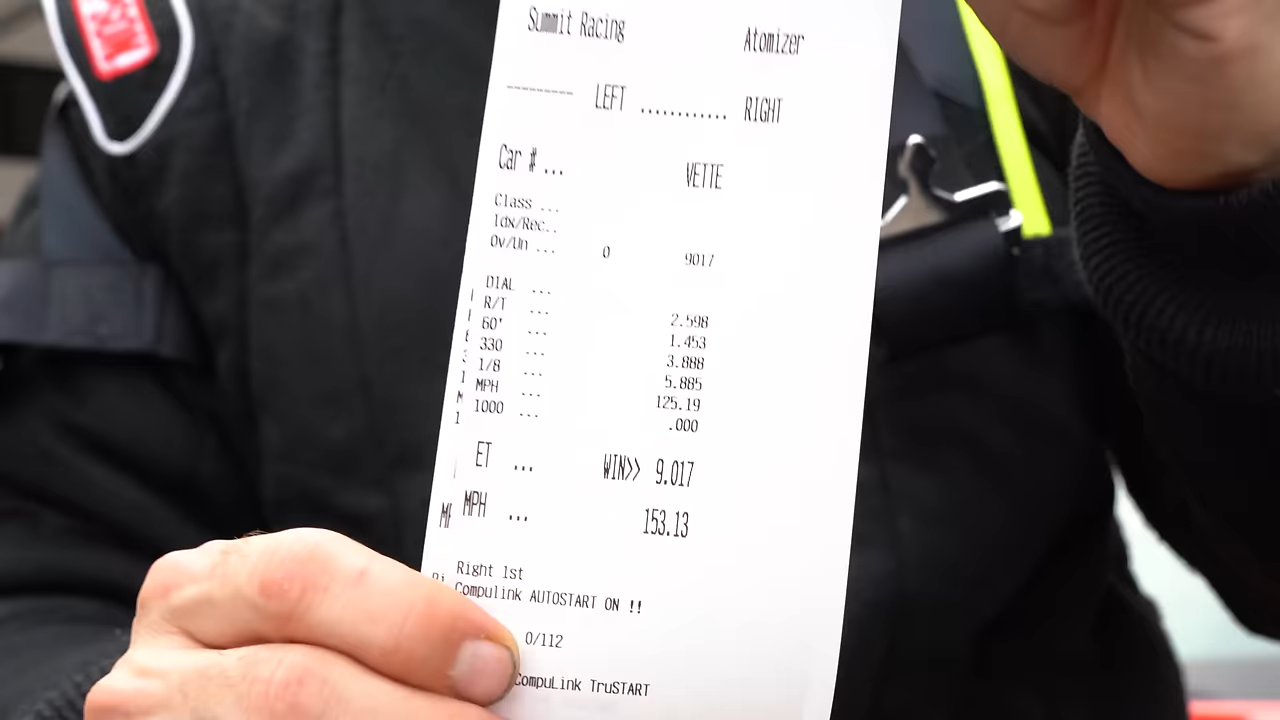 Summit Racing Atomizer
--------- LEFT ............ RIGHT
Car # ... VETTE
Class ...
Idx/Rec..
Ov/Un ... 0 9017
DIAL ...
R/T ... 2.598
60' ... 1.453
330 ... 3.888
1/8 ... 5.885
MPH ... 125.19
1000 ... .000
ET ... WIN>> 9.017
MPH ... 153.13
Right 1st
Compulink AUTOSTART ON !!
0/112
CompuLink TruSTART